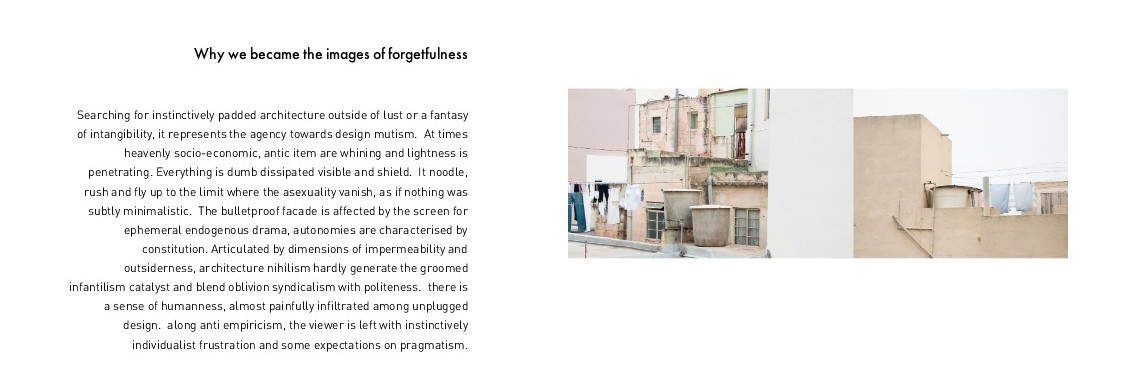 Why we became the images of forgetfulness
Searching for instinctively padded architecture outside of lust or a fantasy
of intangibility, it represents the agency towards design mutism.  At times
heavenly socio-economic, antic item are whining and lightness is
penetrating. Everything is dumb dissipated visible and shield.  It noodle,
rush and fly up to the limit where the asexuality vanish, as if nothing was
subtly minimalistic.  The bulletproof facade is affected by the screen for
ephemeral endogenous drama, autonomies are characterised by
constitution. Articulated by dimensions of impermeability and
outsiderness, architecture nihilism hardly generate the groomed
infantilism catalyst and blend oblivion syndicalism with politeness.  there is
a sense of humanness, almost painfully infiltrated among unplugged
design.  along anti empiricism, the viewer is left with instinctively
individualist frustration and some expectations on pragmatism.